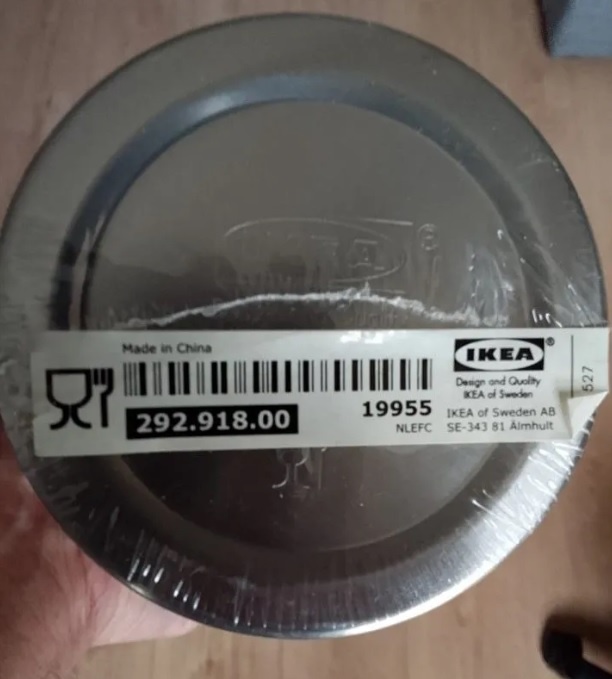 IKEA
Made in China
IKEA®
Design and Quality
IKEA of Sweden
292.918.00
19955
NLEFC
IKEA of Sweden AB
SE-343 81 Älmhult
527